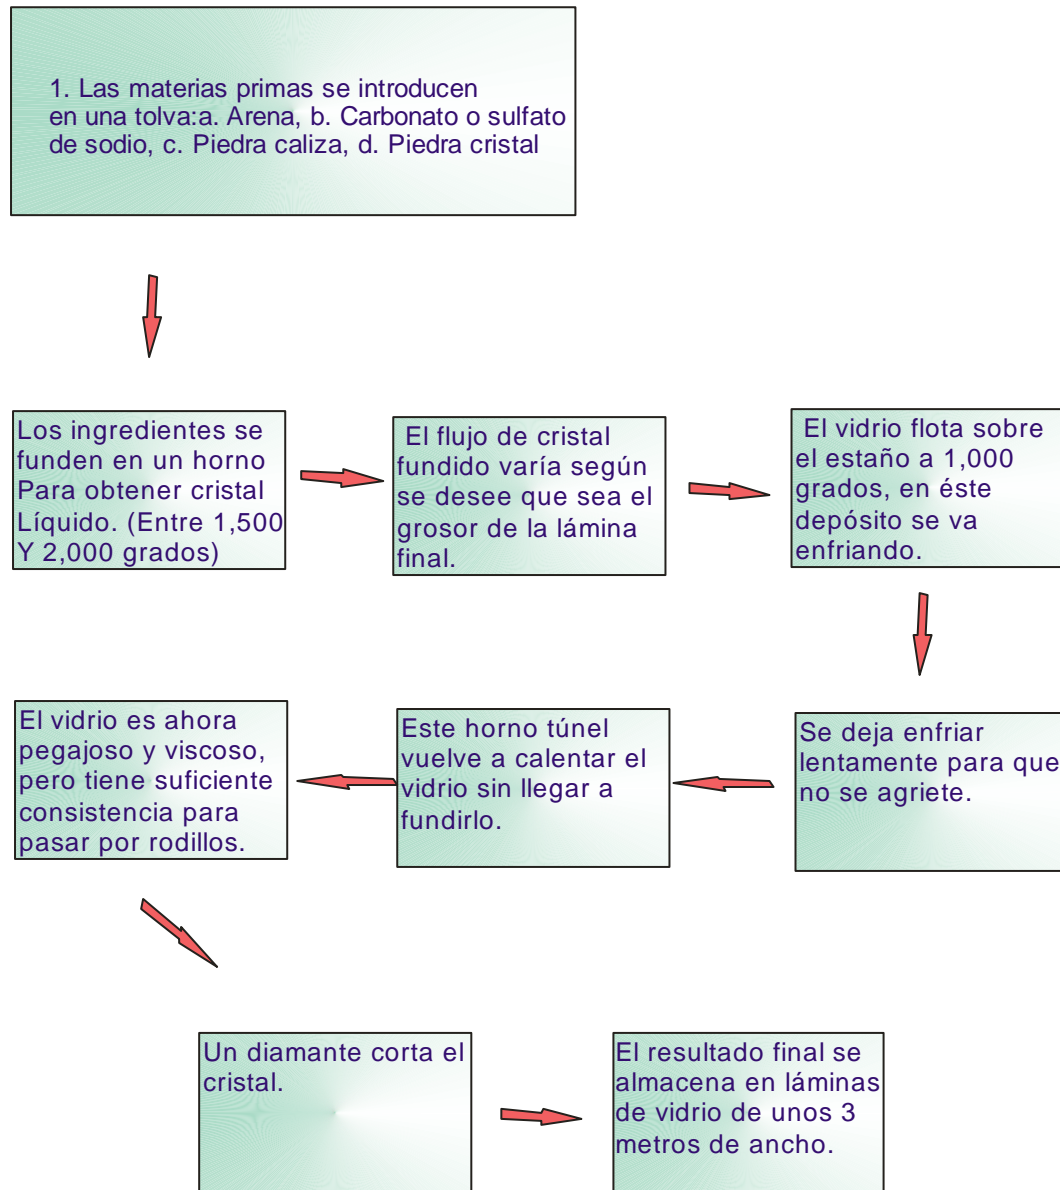 1. Las materias primas se introducen
en una tolva:a. Arena, b. Carbonato o sulfato
de sodio, c. Piedra caliza, d. Piedra cristal
Los ingredientes se
funden en un horno
Para obtener cristal
Líquido. (Entre 1,500
Y 2,000 grados)
El flujo de cristal
fundido varía según
se desee que sea el
grosor de la lámina
final.
El vidrio flota sobre
el estaño a 1,000
grados, en éste
depósito se va
enfriando.
Se deja enfriar
lentamente para que
no se agriete.
Este horno túnel
vuelve a calentar el
vidrio sin llegar a
fundirlo.
El vidrio es ahora
pegajoso y viscoso,
pero tiene suficiente
consistencia para
pasar por rodillos.
Un diamante corta el
cristal.
El resultado final se
almacena en láminas
de vidrio de unos 3
metros de ancho.